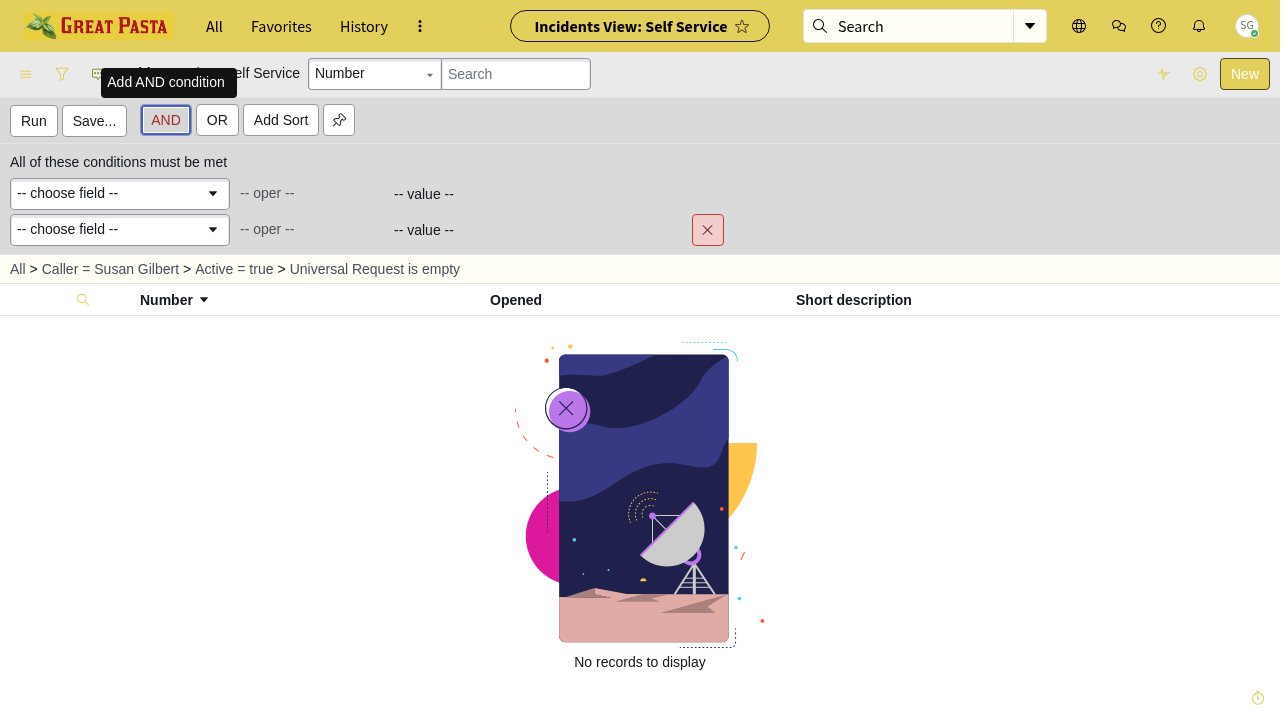 GREAT PASTA
All
Favorites
History
Incidents View: Self Service
Search
SG
Add AND condition
elf Service
Number
Search
New
Run
Save...
AND
OR
Add Sort
All of these conditions must be met
-- choose field --
-- oper --
-- value --
-- choose field --
-- oper --
-- value --
All > Caller = Susan Gilbert > Active = true > Universal Request is empty
Number
Opened
Short description
No records to display